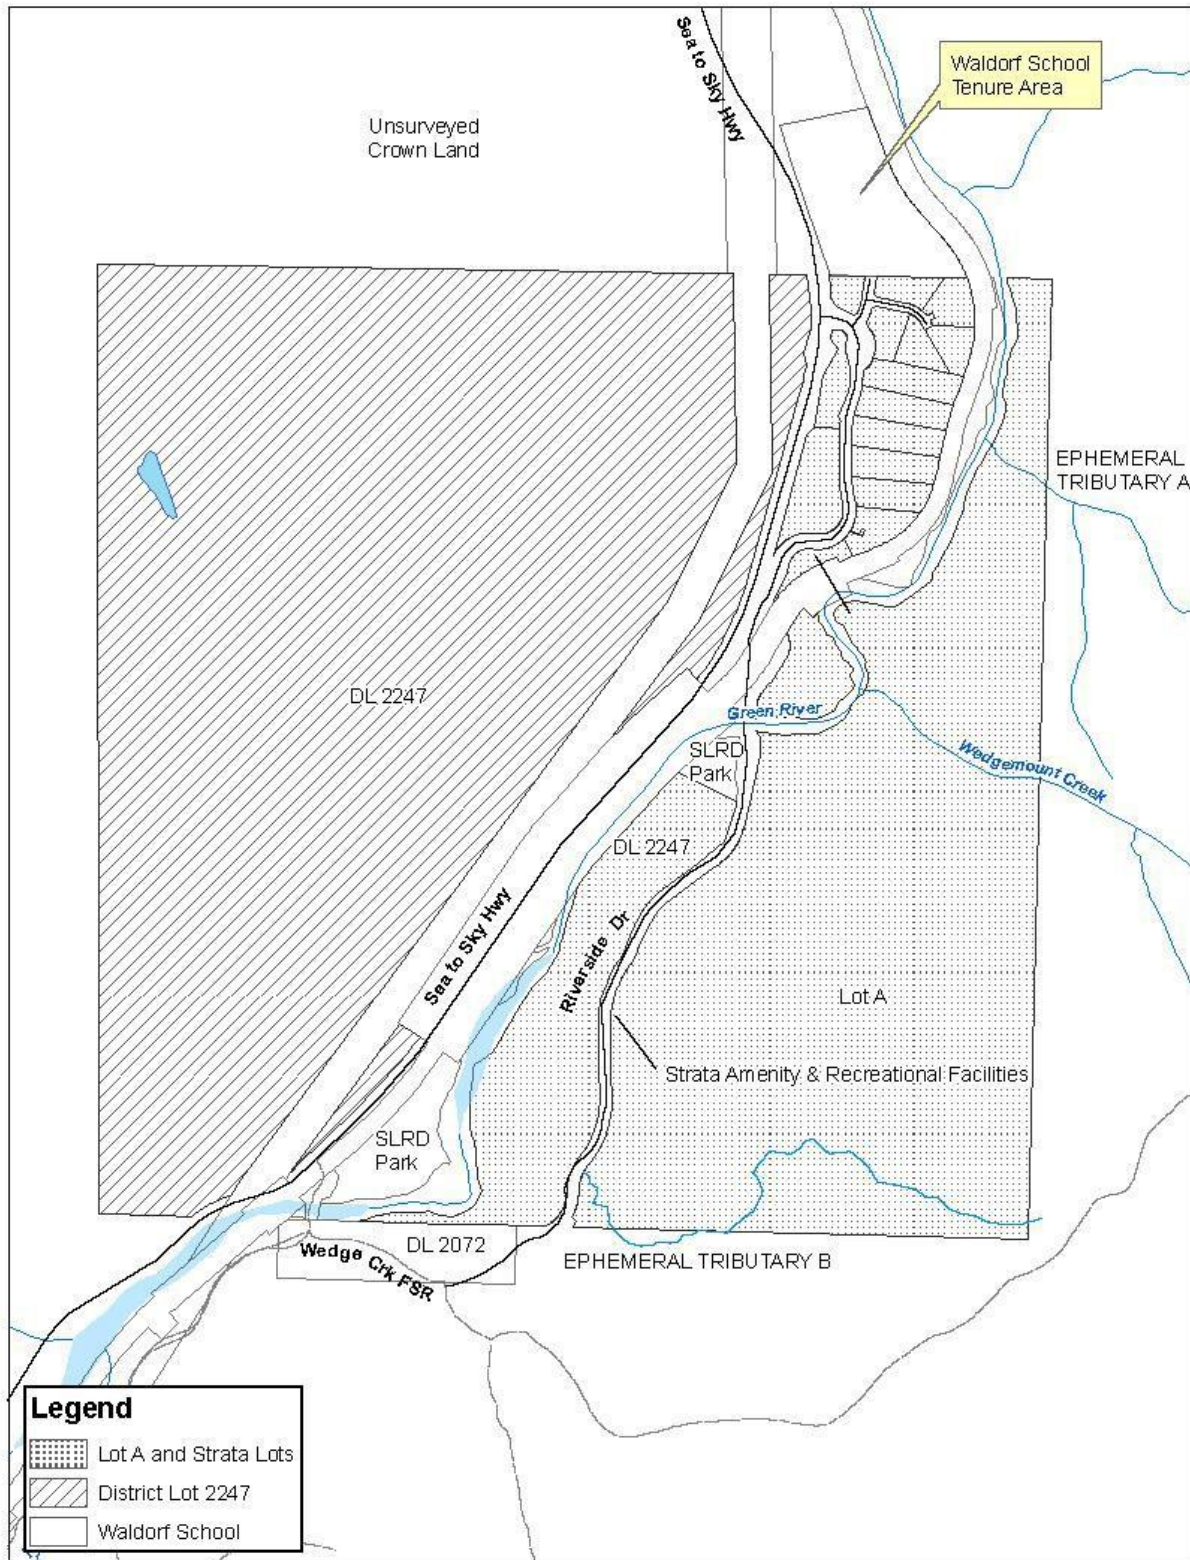 Sea to Sky Hwy
Waldorf School
Tenure Area
Unsurveyed
Crown Land
EPHEMERAL
TRIBUTARY A
DL 2247
Green River
SLRD
Park
Wedgemount Creek
DL 2247
Sea to Sky Hwy
Riverside Dr
Lot A
Strata Amenity & Recreational Facilities
SLRD
Park
DL 2072
Wedge Crk FSR
EPHEMERAL TRIBUTARY B
Legend
Lot A and Strata Lots
District Lot 2247
Waldorf School